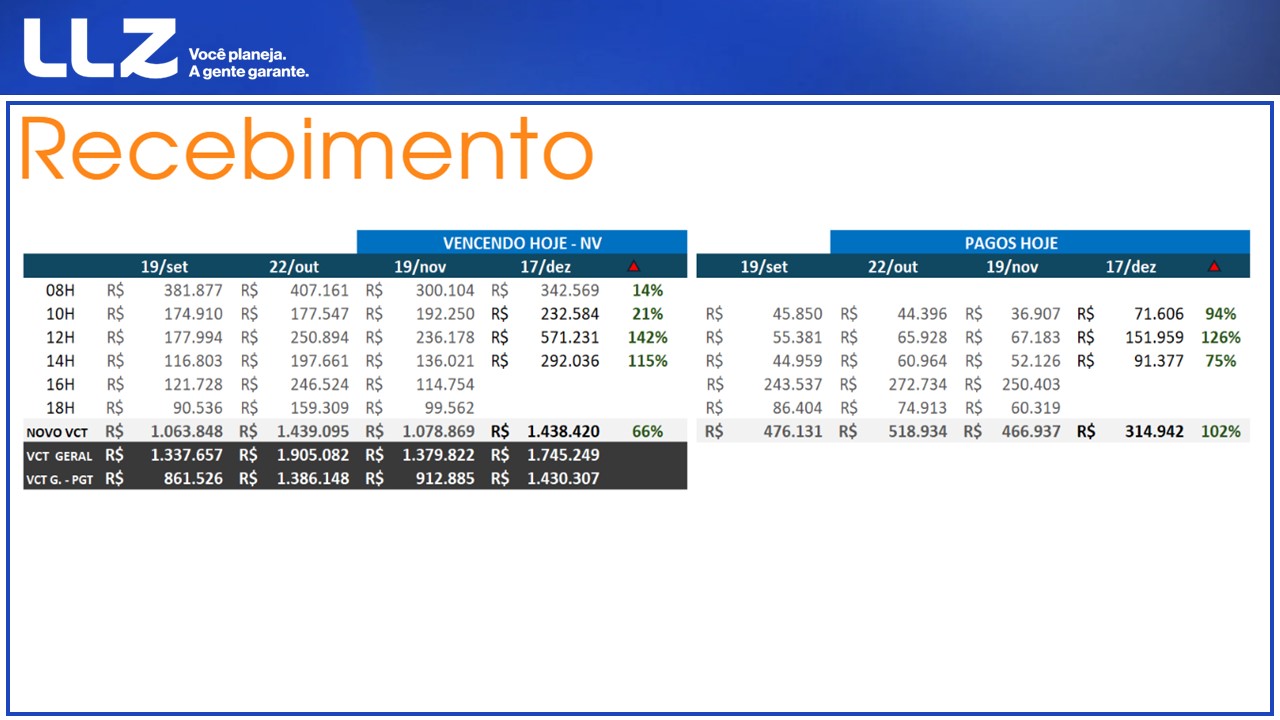 LLZ
Você planeja.
A gente garante.
Recebimento
VENCENDO HOJE - NV PAGOS HOJE
19/set 22/out 19/nov 17/dez 19/set 22/out 19/nov 17/dez
08H R$ 381.877 R$ 407.161 R$ 300.104 R$ 342.569 14%
10H R$ 174.910 R$ 177.547 R$ 192.250 R$ 232.584 21% R$ 45.850 R$ 44.396 R$ 36.907 R$ 71.606 94%
12H R$ 177.994 R$ 250.894 R$ 236.178 R$ 571.231 142% R$ 55.381 R$ 65.928 R$ 67.183 R$ 151.959 126%
14H R$ 116.803 R$ 197.661 R$ 136.021 R$ 292.036 115% R$ 44.959 R$ 60.964 R$ 52.126 R$ 91.377 75%
16H R$ 121.728 R$ 246.524 R$ 114.754 R$ 243.537 R$ 272.734 R$ 250.403
18H R$ 90.536 R$ 159.309 R$ 99.562 R$ 86.404 R$ 74.913 R$ 60.319
NOVO VCT R$ 1.063.848 R$ 1.439.095 R$ 1.078.869 R$ 1.438.420 66% R$ 476.131 R$ 518.934 R$ 466.937 R$ 314.942 102%
VCT GERAL R$ 1.337.657 R$ 1.905.082 R$ 1.379.822 R$ 1.745.249
VCT G. - PGT R$ 861.526 R$ 1.386.148 R$ 912.885 R$ 1.430.307